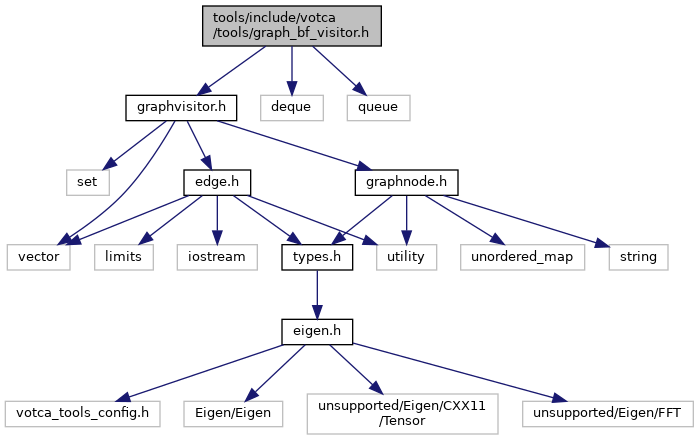 tools/include/votca
/tools/graph_bf_visitor.h
graphvisitor.h
deque
queue
set
edge.h
graphnode.h
vector
limits
iostream
types.h
utility
unordered_map
string
eigen.h
votca_tools_config.h
Eigen/Eigen
unsupported/Eigen/CXX11
/Tensor
unsupported/Eigen/FFT